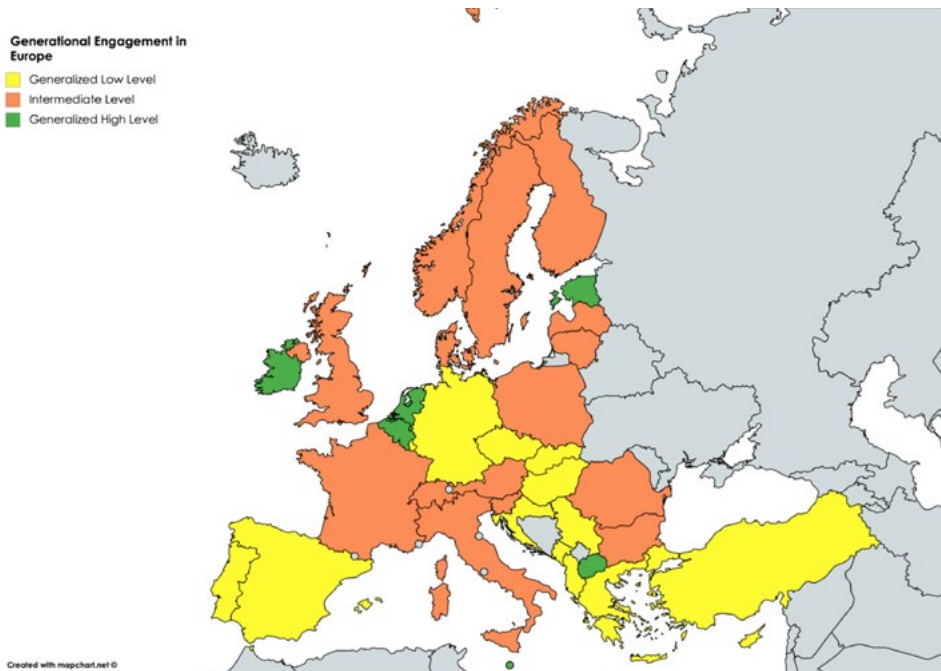 Generational Engagement in
Europe
Generalized Low Level
Intermediate Level
Generalized High Level
Created with mapchart.net ©